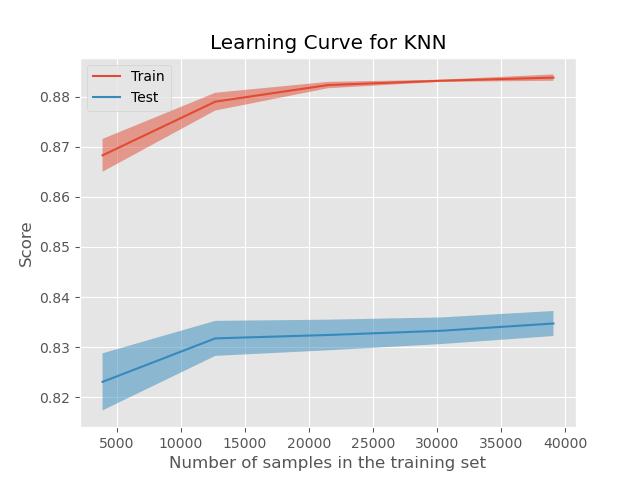 Learning Curve for KNN
Train
Test
0.88
0.87
0.86
0.85
0.84
0.83
0.82
Score
5000 10000 15000 20000 25000 30000 35000 40000
Number of samples in the training set